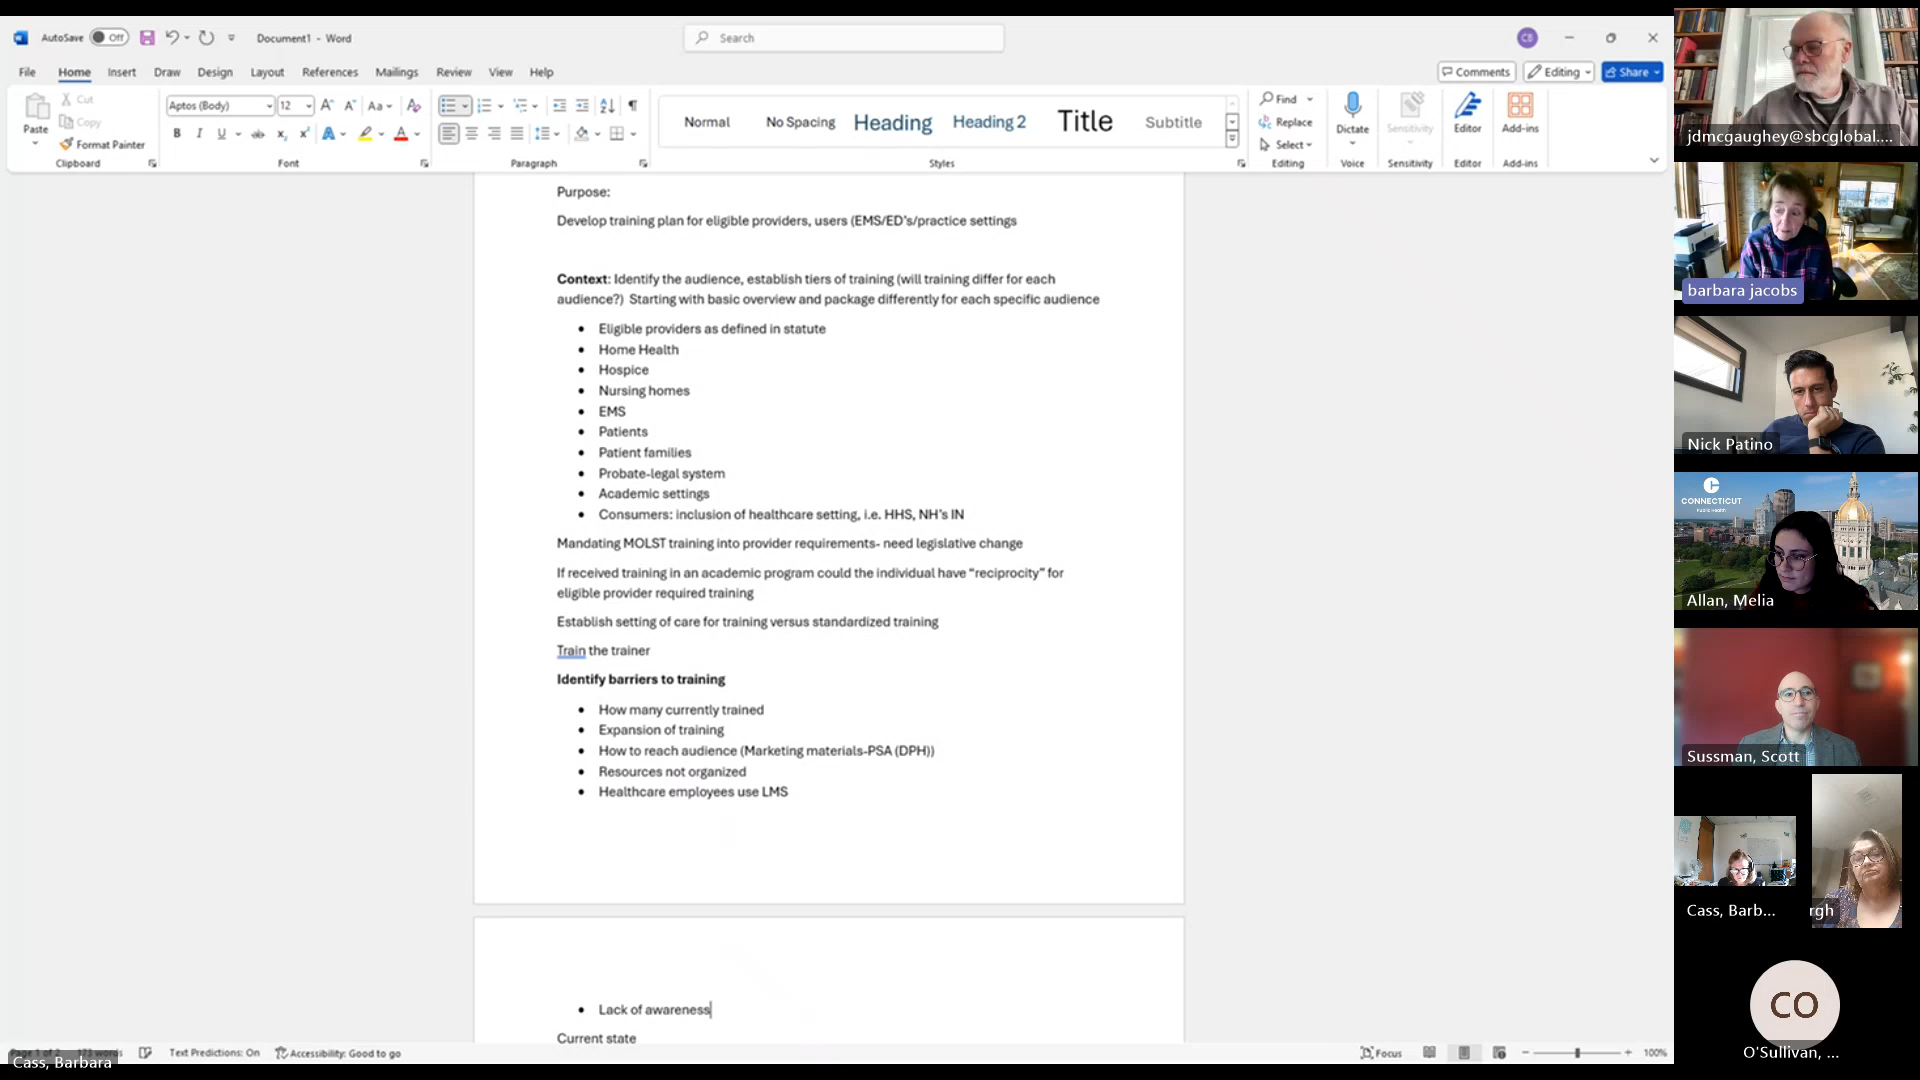 AutoSave Off Document1 - Word Search CB
File Home Insert Draw Design Layout References Mailings Review View Help Comments Editing Share
Paste Cut Copy Format Painter Clipboard
Aptos (Body) 12 Font
Paragraph
Normal No Spacing Heading Heading 2 Title Subtitle Styles
Find Replace Select Editing
Dictate Voice
Sensitivity Sensitivity
Editor Editor
Add-ins Add-ins
Purpose:
Develop training plan for eligible providers, users (EMS/ED's/practice settings
Context: Identify the audience, establish tiers of training (will training differ for each
audience?) Starting with basic overview and package differently for each specific audience
• Eligible providers as defined in statute
• Home Health
• Hospice
• Nursing homes
• EMS
• Patients
• Patient families
• Probate-legal system
• Academic settings
• Consumers: inclusion of healthcare setting, i.e. HHS, NH's IN
Mandating MOLST training into provider requirements- need legislative change
If received training in an academic program could the individual have “reciprocity” for
eligible provider required training
Establish setting of care for training versus standardized training
Train the trainer
Identify barriers to training
• How many currently trained
• Expansion of training
• How to reach audience (Marketing materials-PSA (DPH))
• Resources not organized
• Healthcare employees use LMS
• Lack of awareness
Current state
Text Predictions: On Accessibility: Good to go Focus 100%
Cass, Barbara
jdmcgaughey@sbcglobal....
barbara jacobs
Nick Patino
CONNECTICUT
Public Health
Allan, Melia
Sussman, Scott
Cass, Barb...
rgh
CO
O'Sullivan, ...